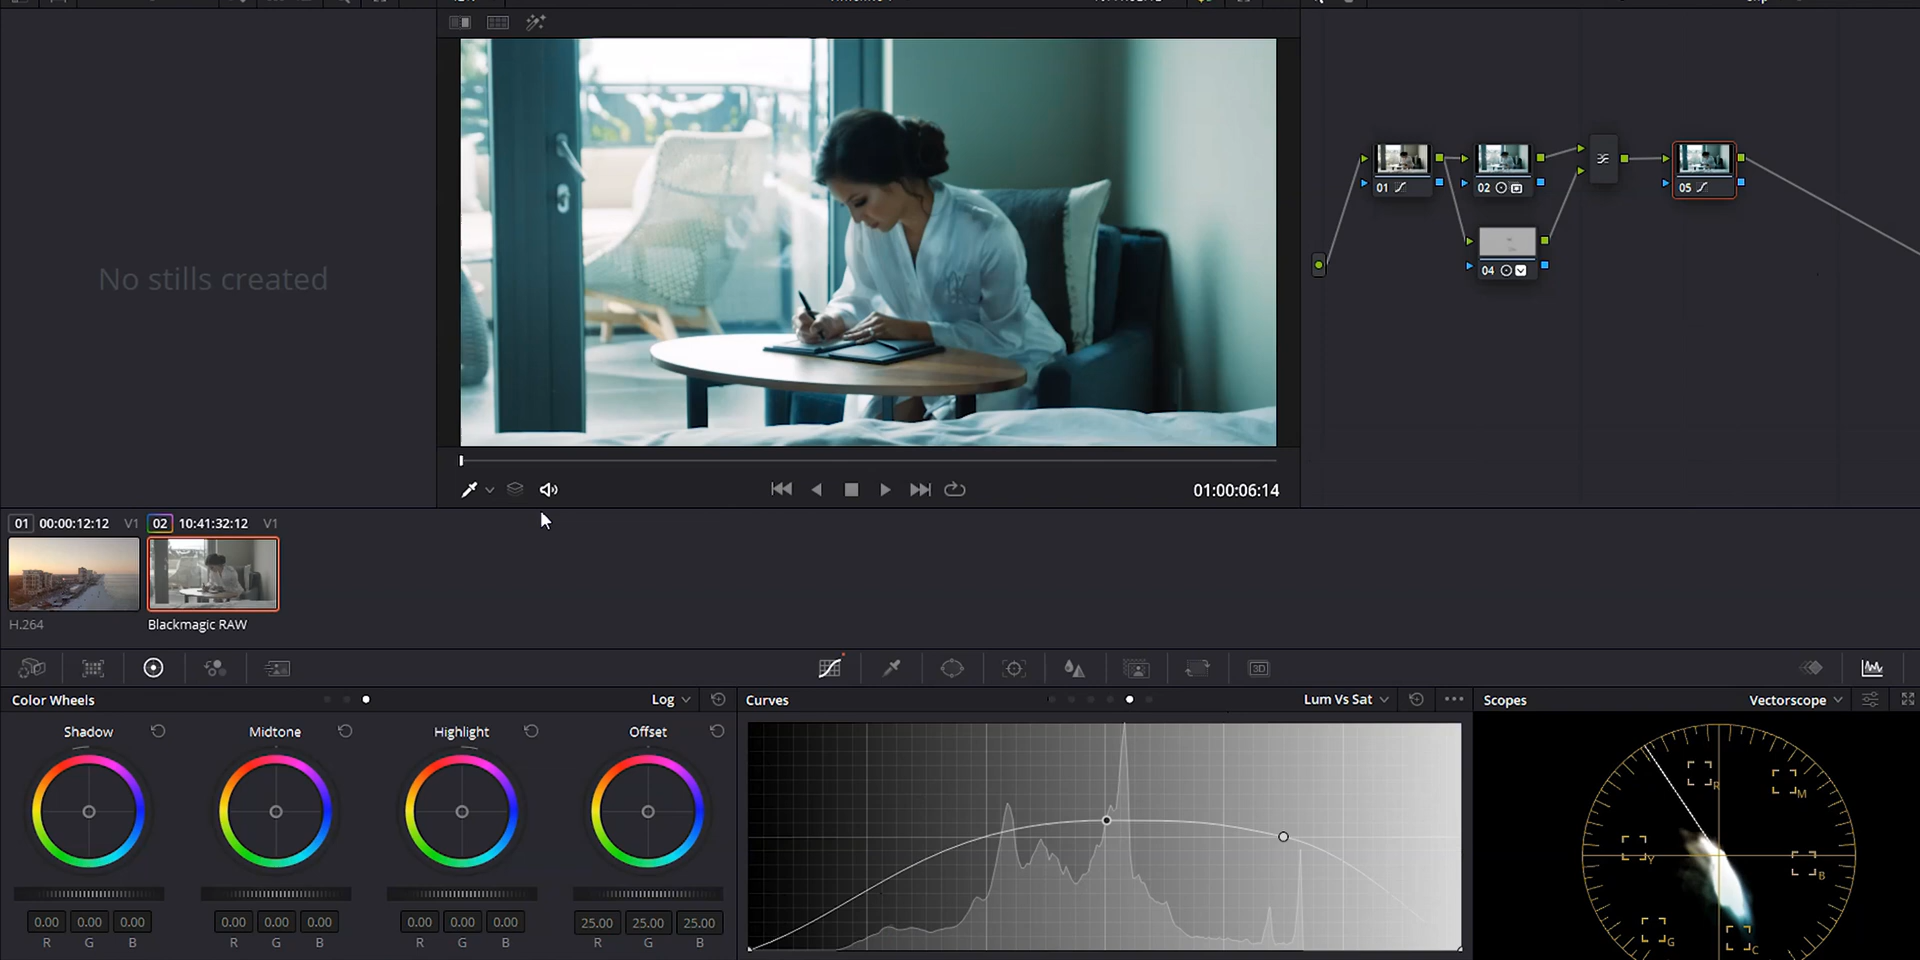 01
02
05
04
No stills created
01:00:06:14
01 00:00:12:12 V1
02 10:41:32:12 V1
H.264
Blackmagic RAW
3D
Color Wheels
Log
Curves
Lum Vs Sat
Scopes
Vectorscope
Shadow
Midtone
Highlight
Offset
0.00 0.00 0.00
R G B
0.00 0.00 0.00
R G B
0.00 0.00 0.00
R G B
25.00 25.00 25.00
R G B
R
M
Y
B
G
C